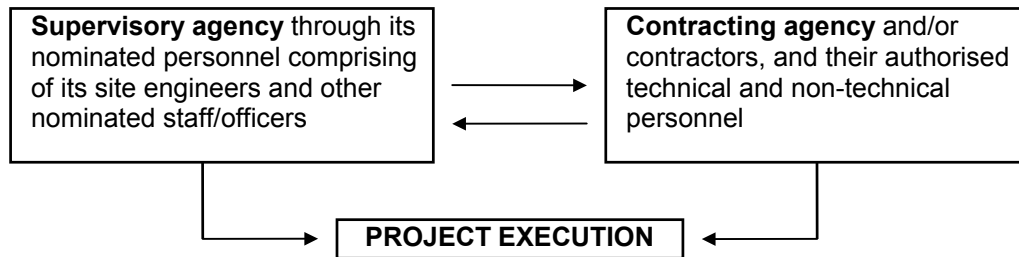 Supervisory agency through its
nominated personnel comprising
of its site engineers and other
nominated staff/officers
Contracting agency and/or
contractors, and their authorised
technical and non-technical
personnel
PROJECT EXECUTION